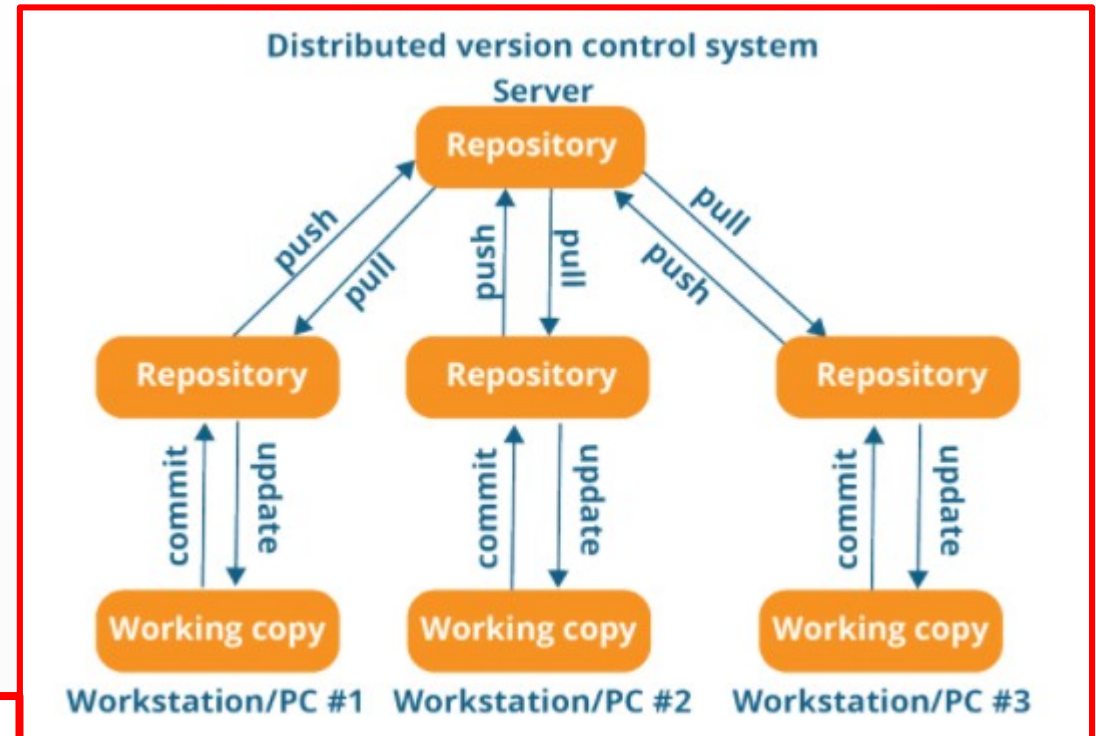 Distributed version control system
Server
Repository
push
pull
push
pull
push
pull
Repository
Repository
Repository
commit
update
commit
update
commit
update
Working copy
Working copy
Working copy
Workstation/PC #1
Workstation/PC #2
Workstation/PC #3